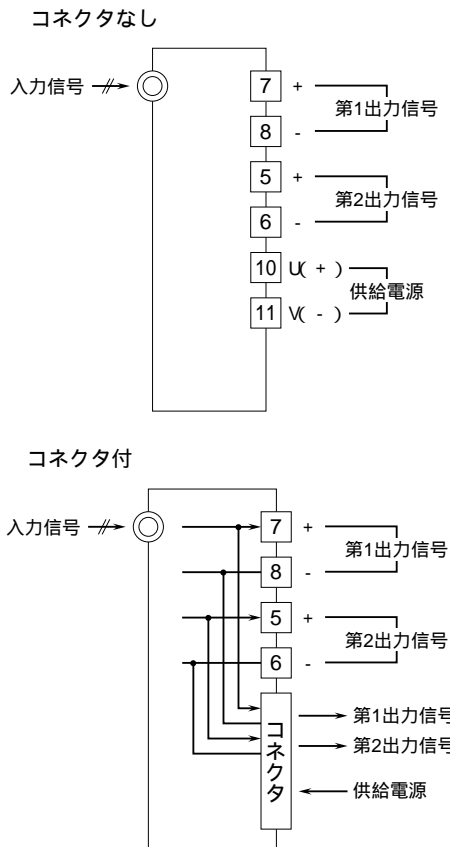 コネクタなし
入力信号
7 +
第1出力信号
8 -
5 +
第2出力信号
6 -
10 U( + )
供給電源
11 V( - )
コネクタ付
入力信号
7 +
第1出力信号
8 -
5 +
第2出力信号
6 -
コネクタ
第1出力信号
第2出力信号
供給電源